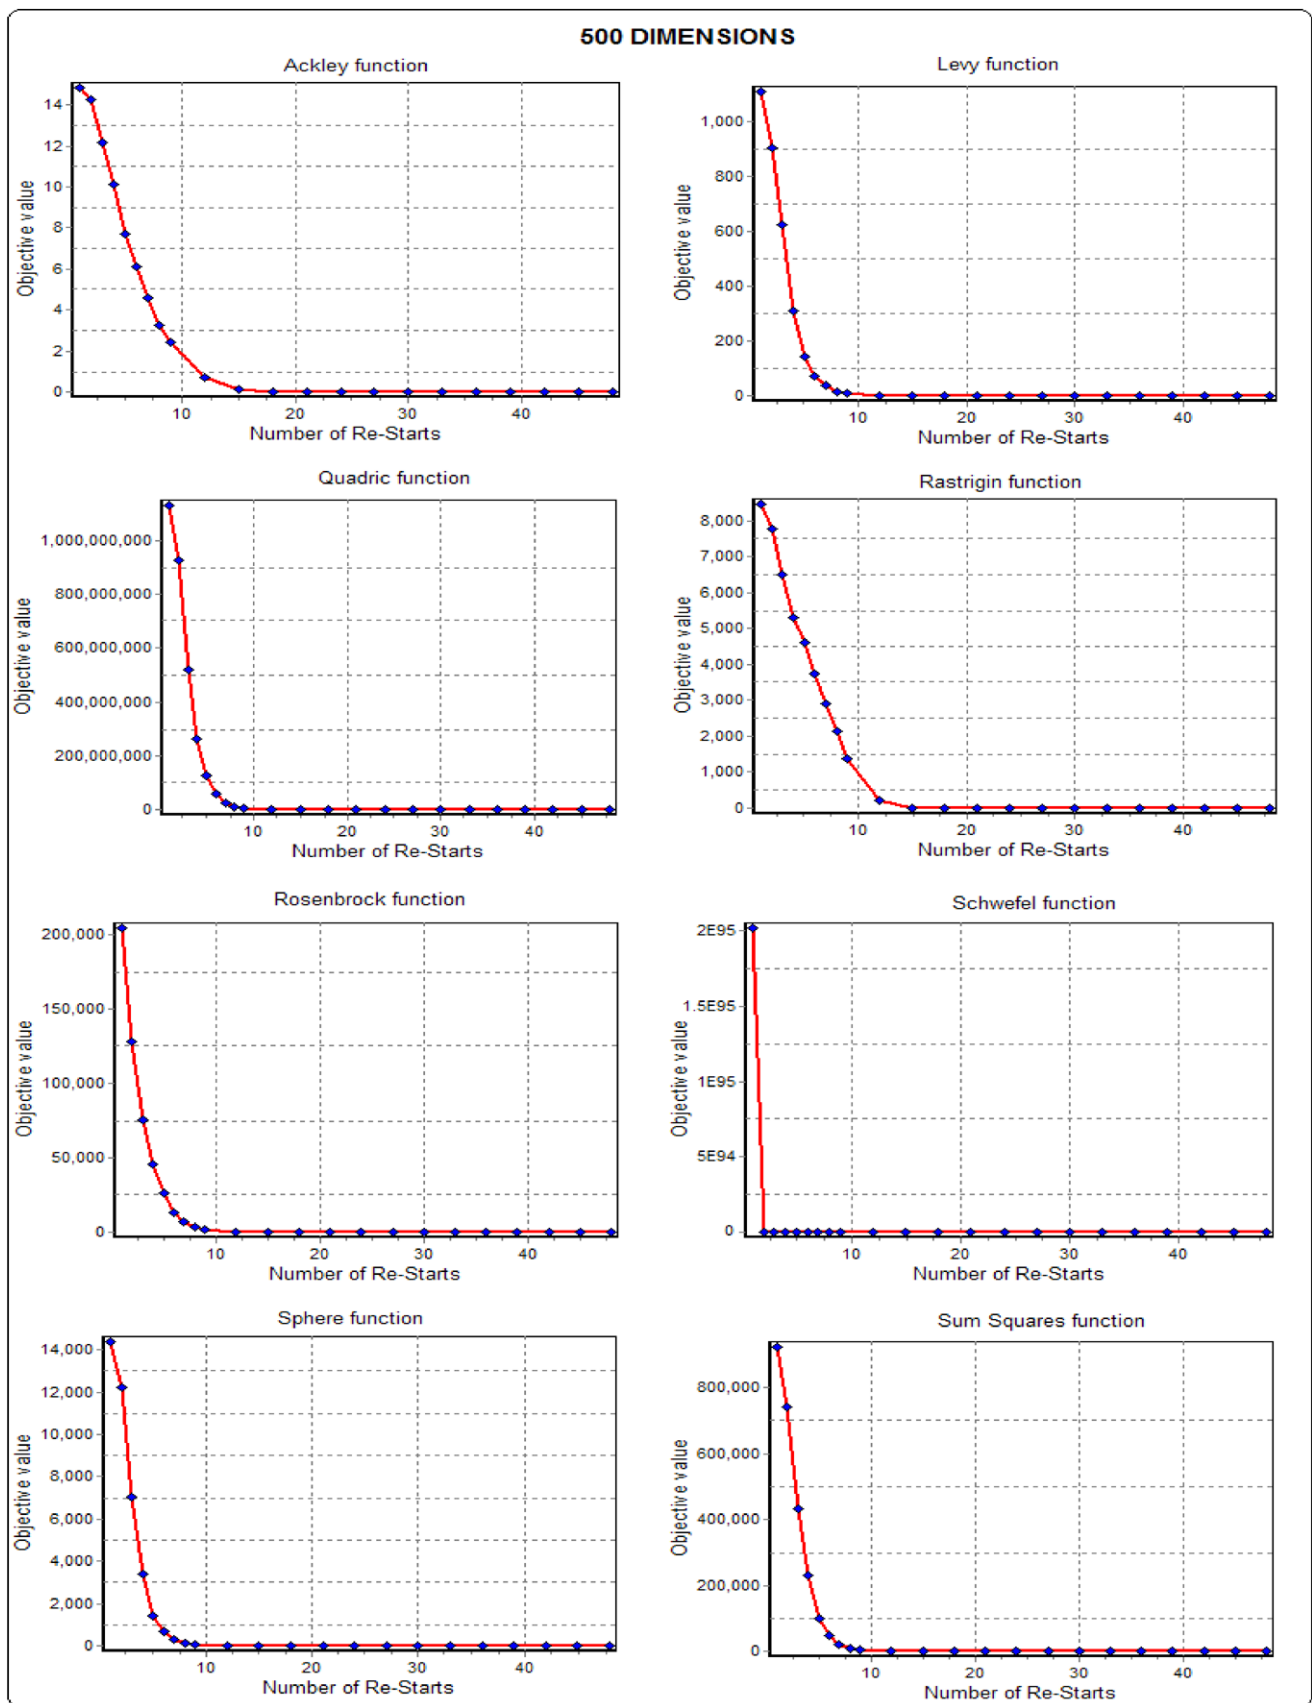 500 DIMENSIONS
Ackley function
Objective value
14
12
10
8
6
4
2
0
10 20 30 40
Number of Re-Starts
Levy function
Objective value
1,000
800
600
400
200
0
10 20 30 40
Number of Re-Starts
Quadric function
Objective value
1,000,000,000
800,000,000
600,000,000
400,000,000
200,000,000
0
10 20 30 40
Number of Re-Starts
Rastrigin function
Objective value
8,000
7,000
6,000
5,000
4,000
3,000
2,000
1,000
0
10 20 30 40
Number of Re-Starts
Rosenbrock function
Objective value
200,000
150,000
100,000
50,000
0
10 20 30 40
Number of Re-Starts
Schwefel function
Objective value
2E95
1.5E95
1E95
5E94
0
10 20 30 40
Number of Re-Starts
Sphere function
Objective value
14,000
12,000
10,000
8,000
6,000
4,000
2,000
0
10 20 30 40
Number of Re-Starts
Sum Squares function
Objective value
800,000
600,000
400,000
200,000
0
10 20 30 40
Number of Re-Starts